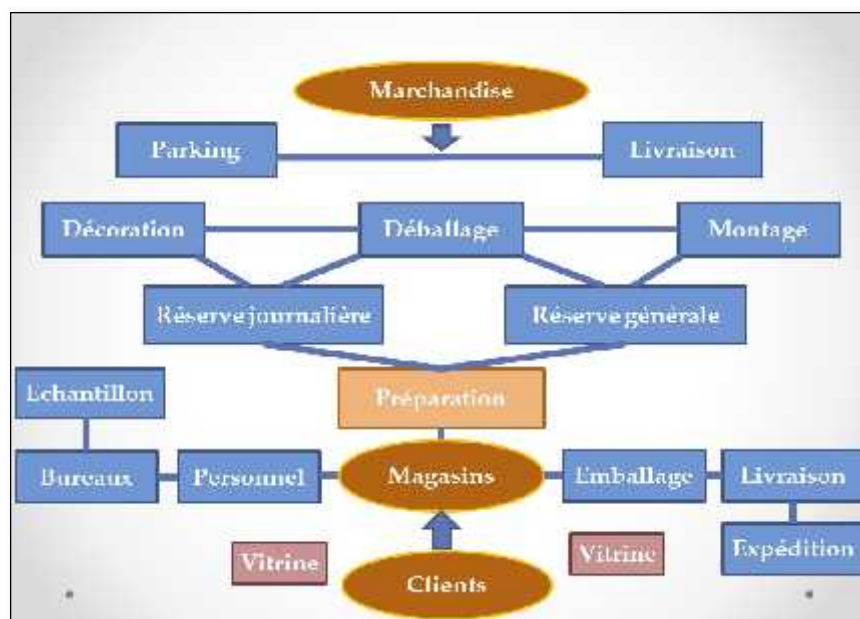 Marchandise
Parking
Livraison
Décoration
Déballage
Montage
Réserve journalière
Réserve générale
Echantillon
Préparation
Bureaux
Personnel
Magasins
Emballage
Livraison
Vitrine
Vitrine
Expédition
Clients